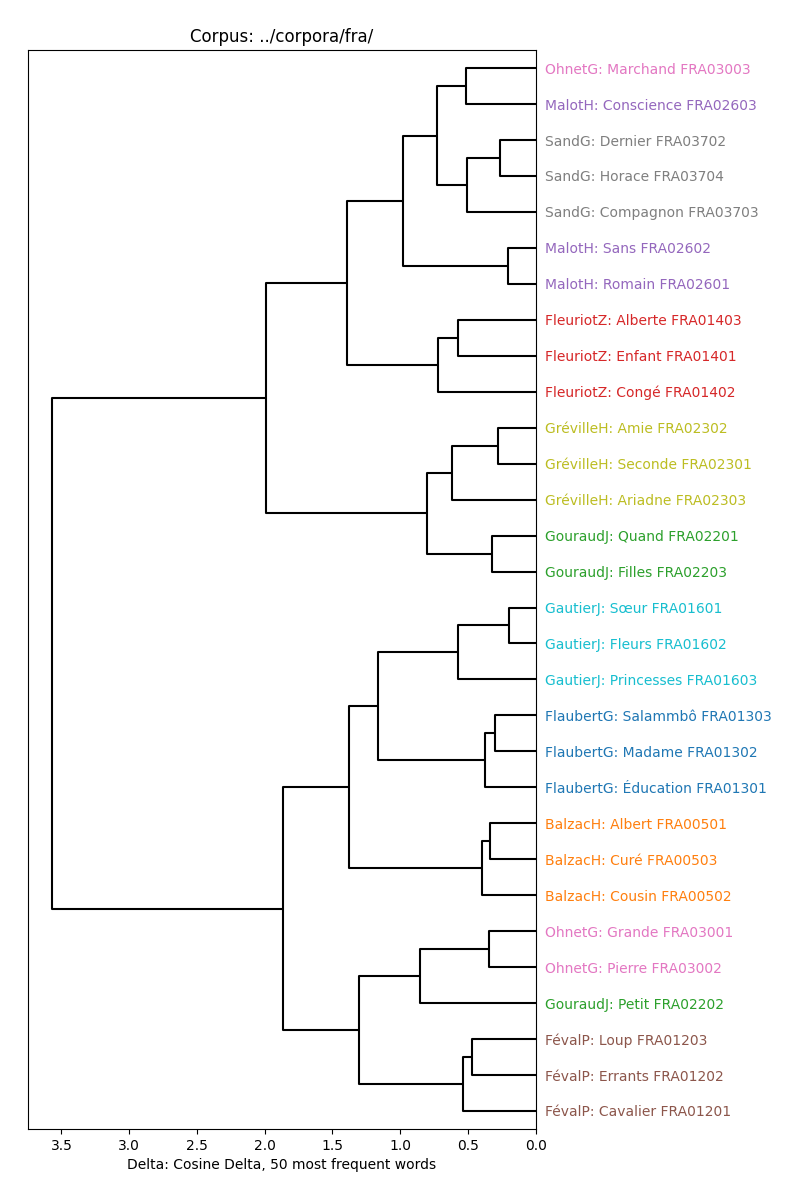 Corpus: ../corpora/fra/
OhnetG: Marchand FRA03003
MalotH: Conscience FRA02603
SandG: Dernier FRA03702
SandG: Horace FRA03704
SandG: Compagnon FRA03703
MalotH: Sans FRA02602
MalotH: Romain FRA02601
FleuriotZ: Alberte FRA01403
FleuriotZ: Enfant FRA01401
FleuriotZ: Congé FRA01402
GrévilleH: Amie FRA02302
GrévilleH: Seconde FRA02301
GrévilleH: Ariadne FRA02303
GouraudJ: Quand FRA02201
GouraudJ: Filles FRA02203
GautierJ: Sœur FRA01601
GautierJ: Fleurs FRA01602
GautierJ: Princesses FRA01603
FlaubertG: Salammbô FRA01303
FlaubertG: Madame FRA01302
FlaubertG: Éducation FRA01301
BalzacH: Albert FRA00501
BalzacH: Curé FRA00503
BalzacH: Cousin FRA00502
OhnetG: Grande FRA03001
OhnetG: Pierre FRA03002
GouraudJ: Petit FRA02202
FévalP: Loup FRA01203
FévalP: Errants FRA01202
FévalP: Cavalier FRA01201
3.5 3.0 2.5 2.0 1.5 1.0 0.5 0.0
Delta: Cosine Delta, 50 most frequent words